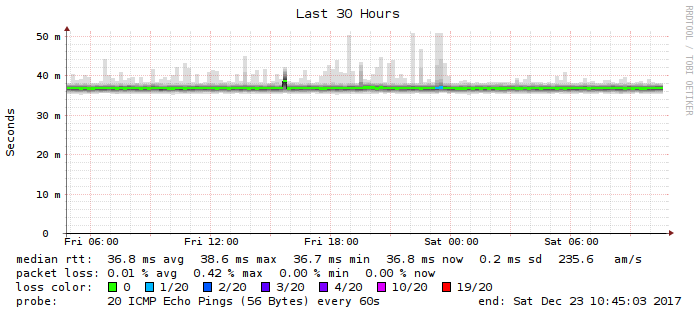 Last 30 Hours
RRDTOOL / TOBI OETIKER
Seconds
50 m
40 m
30 m
20 m
10 m
0
Fri 06:00 Fri 12:00 Fri 18:00 Sat 00:00 Sat 06:00
median rtt: 36.8 ms avg 38.6 ms max 36.7 ms min 36.8 ms now 0.2 ms sd 235.6 am/s
packet loss: 0.01 % avg 0.42 % max 0.00 % min 0.00 % now
loss color: 0 1/20 2/20 3/20 4/20 10/20 19/20
probe: 20 ICMP Echo Pings (56 Bytes) every 60s end: Sat Dec 23 10:45:03 2017